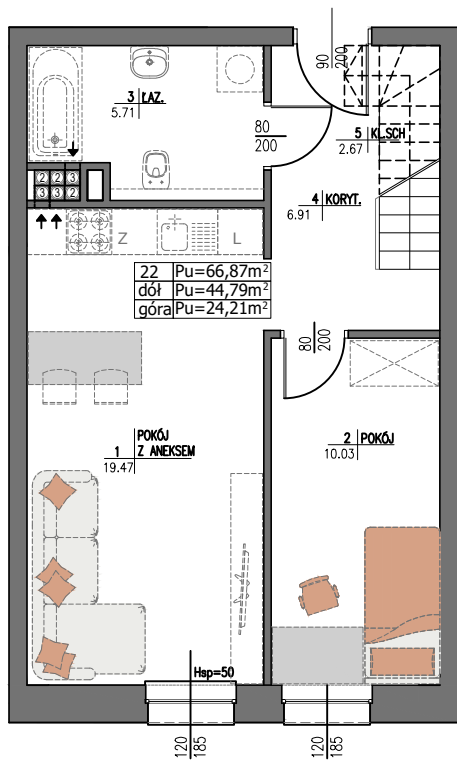 90
200
3 ŁAZ.
5.71
80
200
5 KL.SCH
2.67
4 KORYT.
6.91
2 2 3
3 3 2
Z
L
22 Pu=66,87m²
dół Pu=44,79m²
góra Pu=24,21m²
80
200
POKÓJ
1 Z ANEKSEM
19.47
2 POKÓJ
10.03
Hsp=50
120
185
120
185